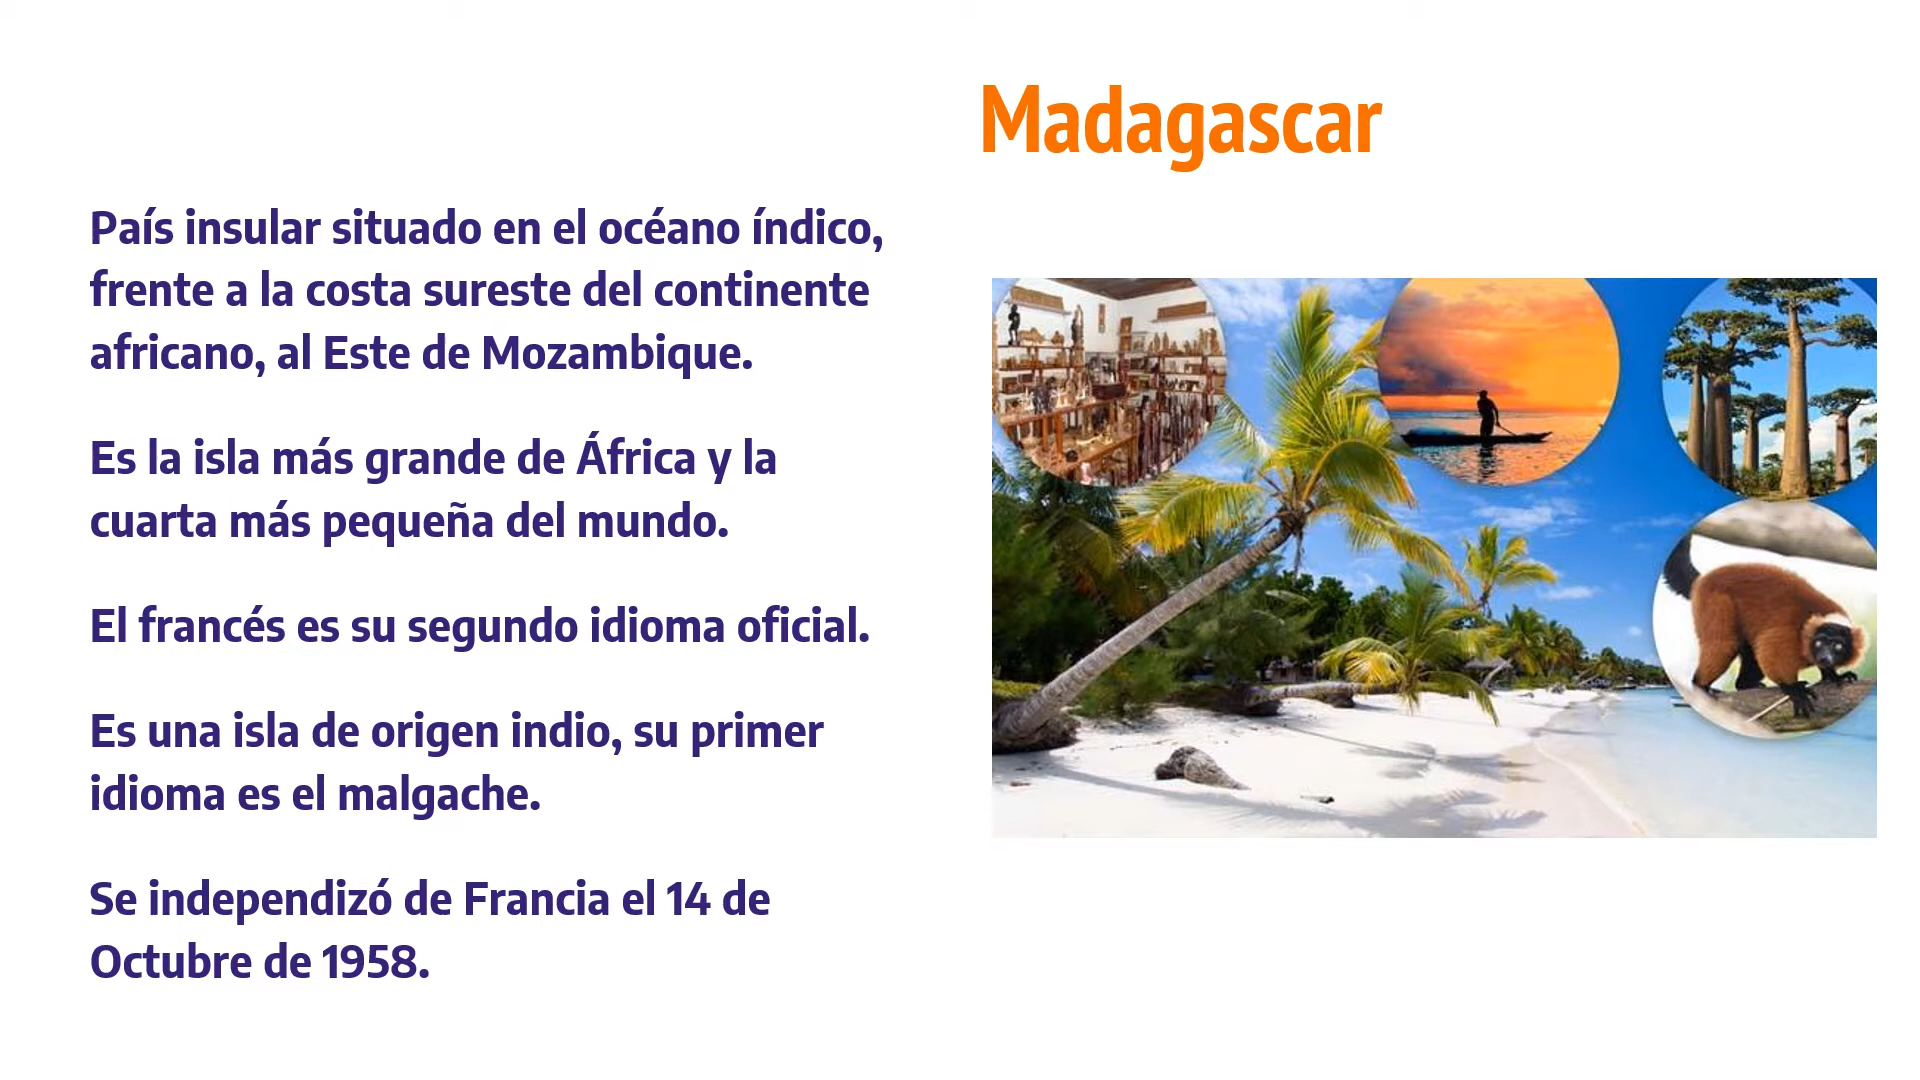 Madagascar
País insular situado en el océano índico,
frente a la costa sureste del continente
africano, al Este de Mozambique.
Es la isla más grande de África y la
cuarta más pequeña del mundo.
El francés es su segundo idioma oficial.
Es una isla de origen indio, su primer
idioma es el malgache.
Se independizó de Francia el 14 de
Octubre de 1958.